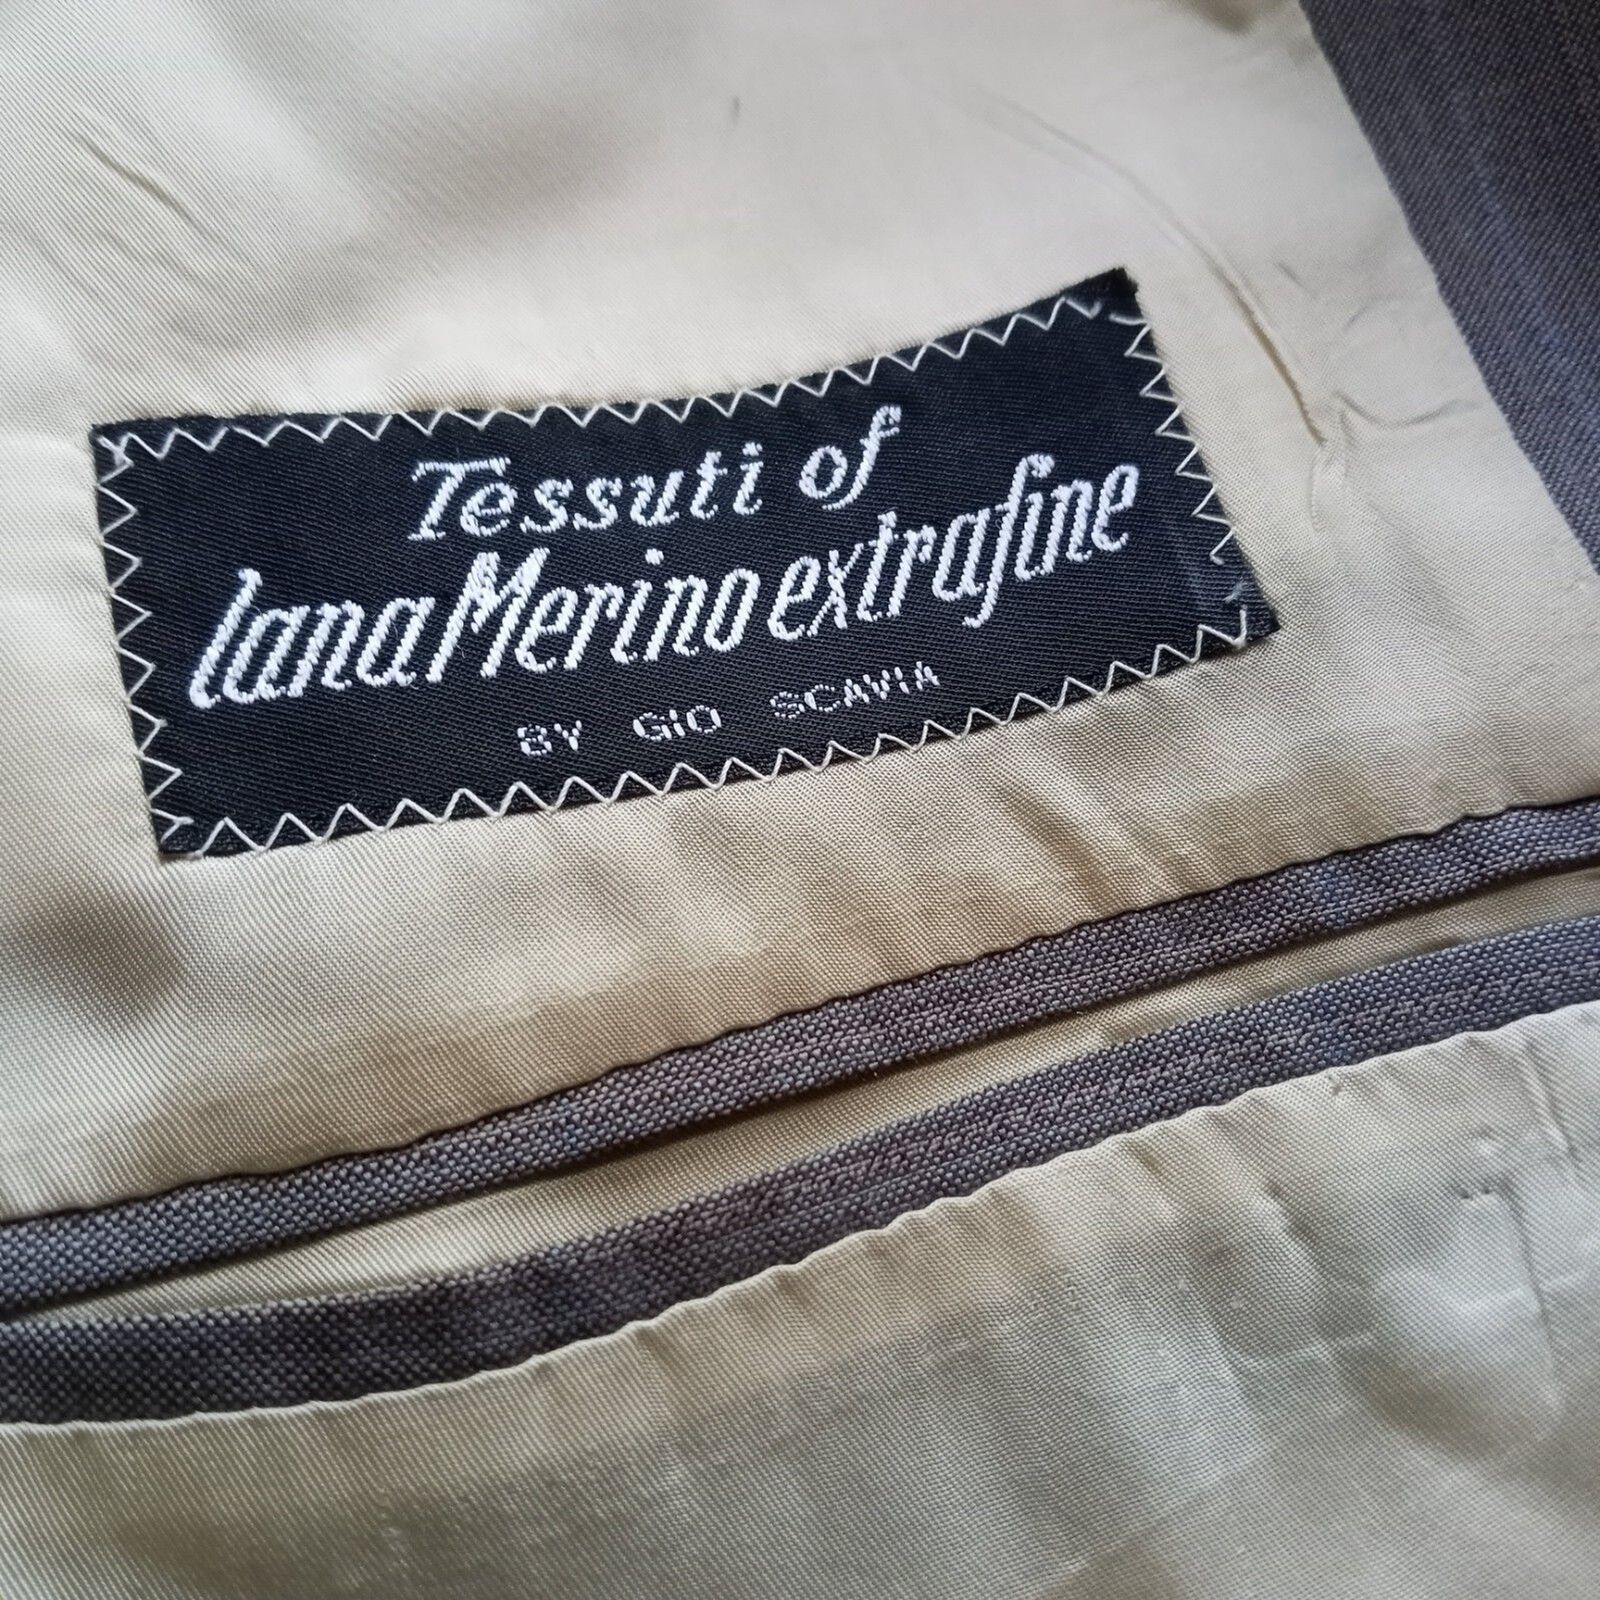 Tessuti of
lana Merino extrafine
BY GIO SCAVIA